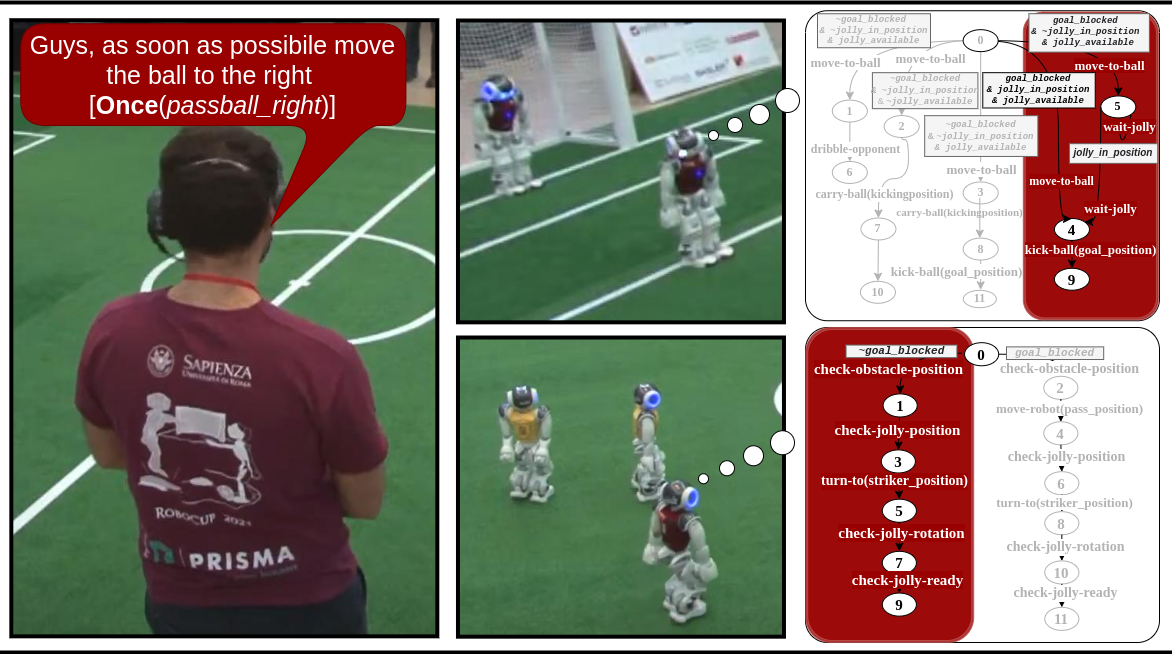 Guys, as soon as possibile move
the ball to the right
[Once(passball_right)]
SAPIENZA
UNIVERSITÀ DI ROMA
ROBOCUP 2021
PRISMA
~goal_blocked
& ~jolly_in_position
& jolly_available
0
goal_blocked
& ~jolly_in_position
& jolly_available
move-to-ball
move-to-ball
move-to-ball
~goal_blocked
& ~jolly_in_position
& ~jolly_available
goal_blocked
& jolly_in_position
& jolly_available
1
2
5
~goal_blocked
& ~jolly_in_position
& jolly_available
wait-jolly
dribble-opponent
jolly_in_position
6
move-to-ball
move-to-ball
carry-ball(kickingposition)
3
carry-ball(kickingposition)
wait-jolly
7
4
8
kick-ball(goal_position)
kick-ball(goal_position)
10
11
9
~goal_blocked
0
goal_blocked
check-obstacle-position
1
check-jolly-position
3
turn-to(striker_position)
5
check-jolly-rotation
7
check-jolly-ready
9
check-obstacle-position
2
move-robot(pass_position)
4
check-jolly-position
6
turn-to(striker_position)
8
check-jolly-rotation
10
check-jolly-ready
11